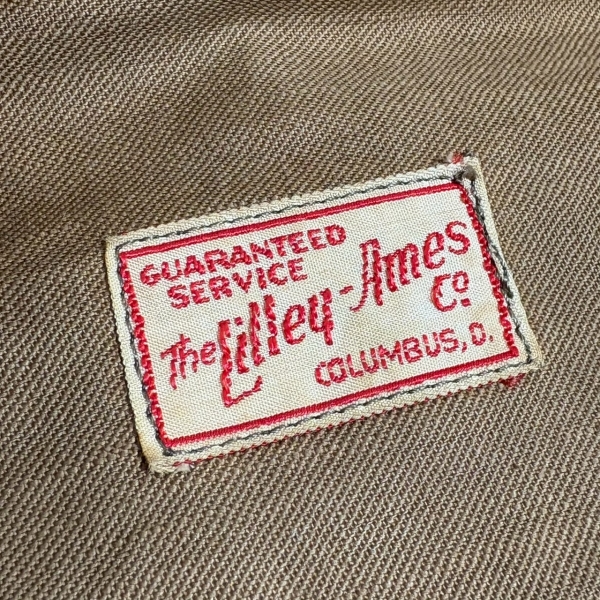 GUARANTEED
SERVICE
The Lilley-Ames
Co.
COLUMBUS, O.